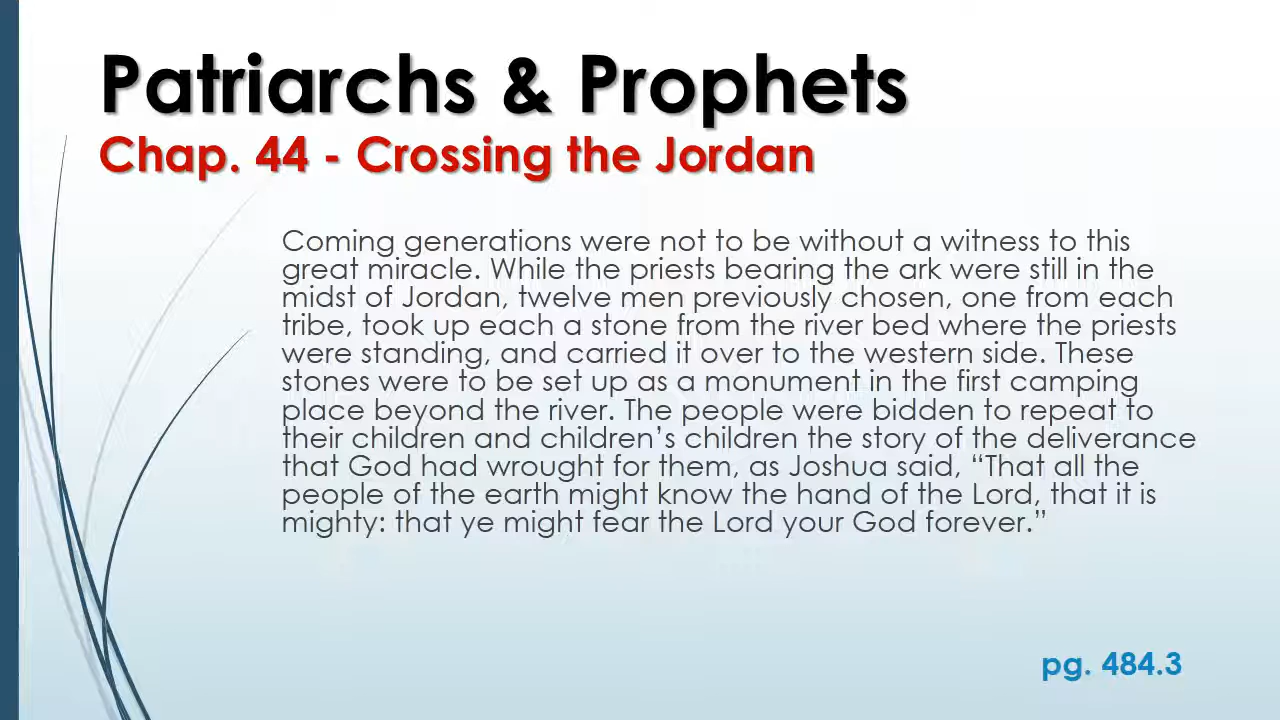 Patriarchs & Prophets
Chap. 44 - Crossing the Jordan
Coming generations were not to be without a witness to this
great miracle. While the priests bearing the ark were still in the
midst of Jordan, twelve men previously chosen, one from each
tribe, took up each a stone from the river bed where the priests
were standing, and carried it over to the western side. These
stones were to be set up as a monument in the first camping
place beyond the river. The people were bidden to repeat to
their children and children’s children the story of the deliverance
that God had wrought for them, as Joshua said, “That all the
people of the earth might know the hand of the Lord, that it is
mighty: that ye might fear the Lord your God forever.”
pg. 484.3